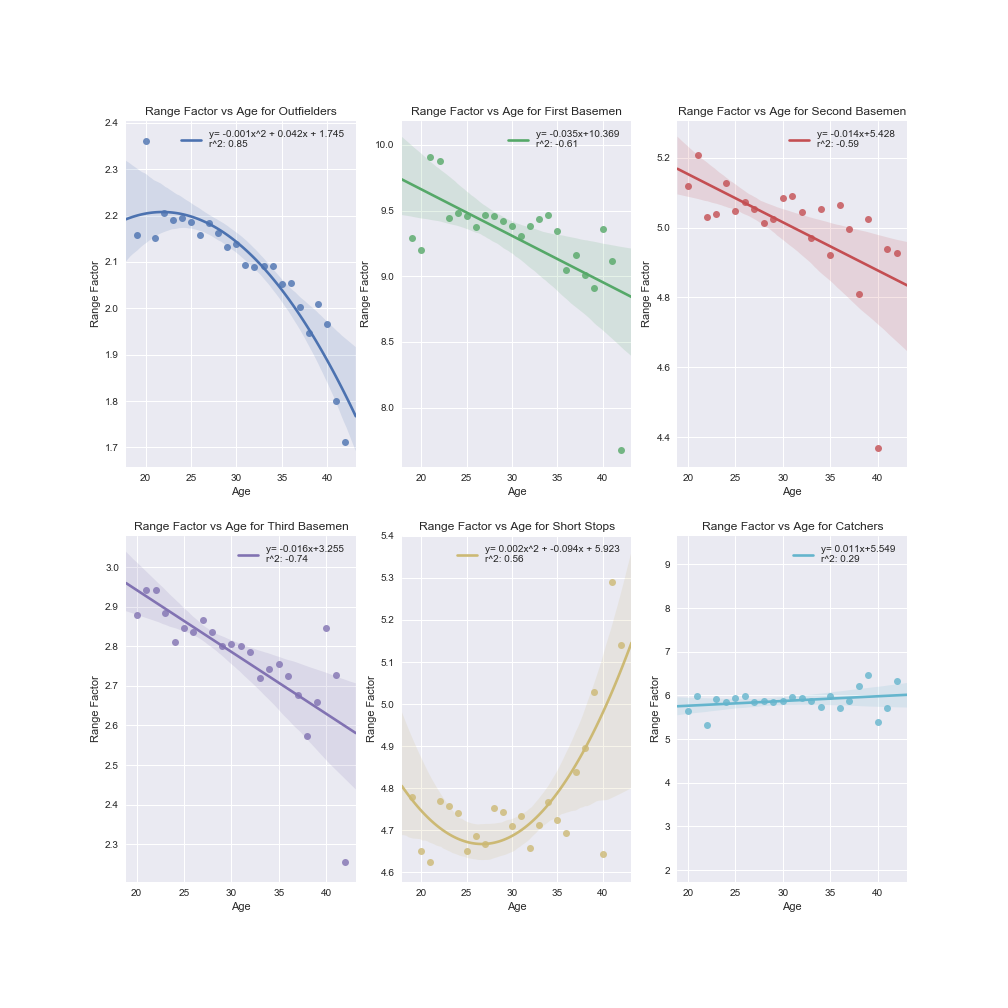 Range Factor vs Age for Outfielders
y= -0.001x^2 + 0.042x + 1.745
r^2: 0.85
2.4
2.3
2.2
2.1
2.0
1.9
1.8
1.7
Range Factor
20 25 30 35 40
Age
Range Factor vs Age for First Basemen
y= -0.035x+10.369
r^2: -0.61
10.0
9.5
9.0
8.5
8.0
Range Factor
20 25 30 35 40
Age
Range Factor vs Age for Second Basemen
y= -0.014x+5.428
r^2: -0.59
5.2
5.0
4.8
4.6
4.4
Range Factor
20 25 30 35 40
Age
Range Factor vs Age for Third Basemen
y= -0.016x+3.255
r^2: -0.74
3.0
2.9
2.8
2.7
2.6
2.5
2.4
2.3
Range Factor
20 25 30 35 40
Age
Range Factor vs Age for Short Stops
y= 0.002x^2 + -0.094x + 5.923
r^2: 0.56
5.4
5.3
5.2
5.1
5.0
4.9
4.8
4.7
4.6
Range Factor
20 25 30 35 40
Age
Range Factor vs Age for Catchers
y= 0.011x+5.549
r^2: 0.29
9
8
7
6
5
4
3
2
Range Factor
20 25 30 35 40
Age